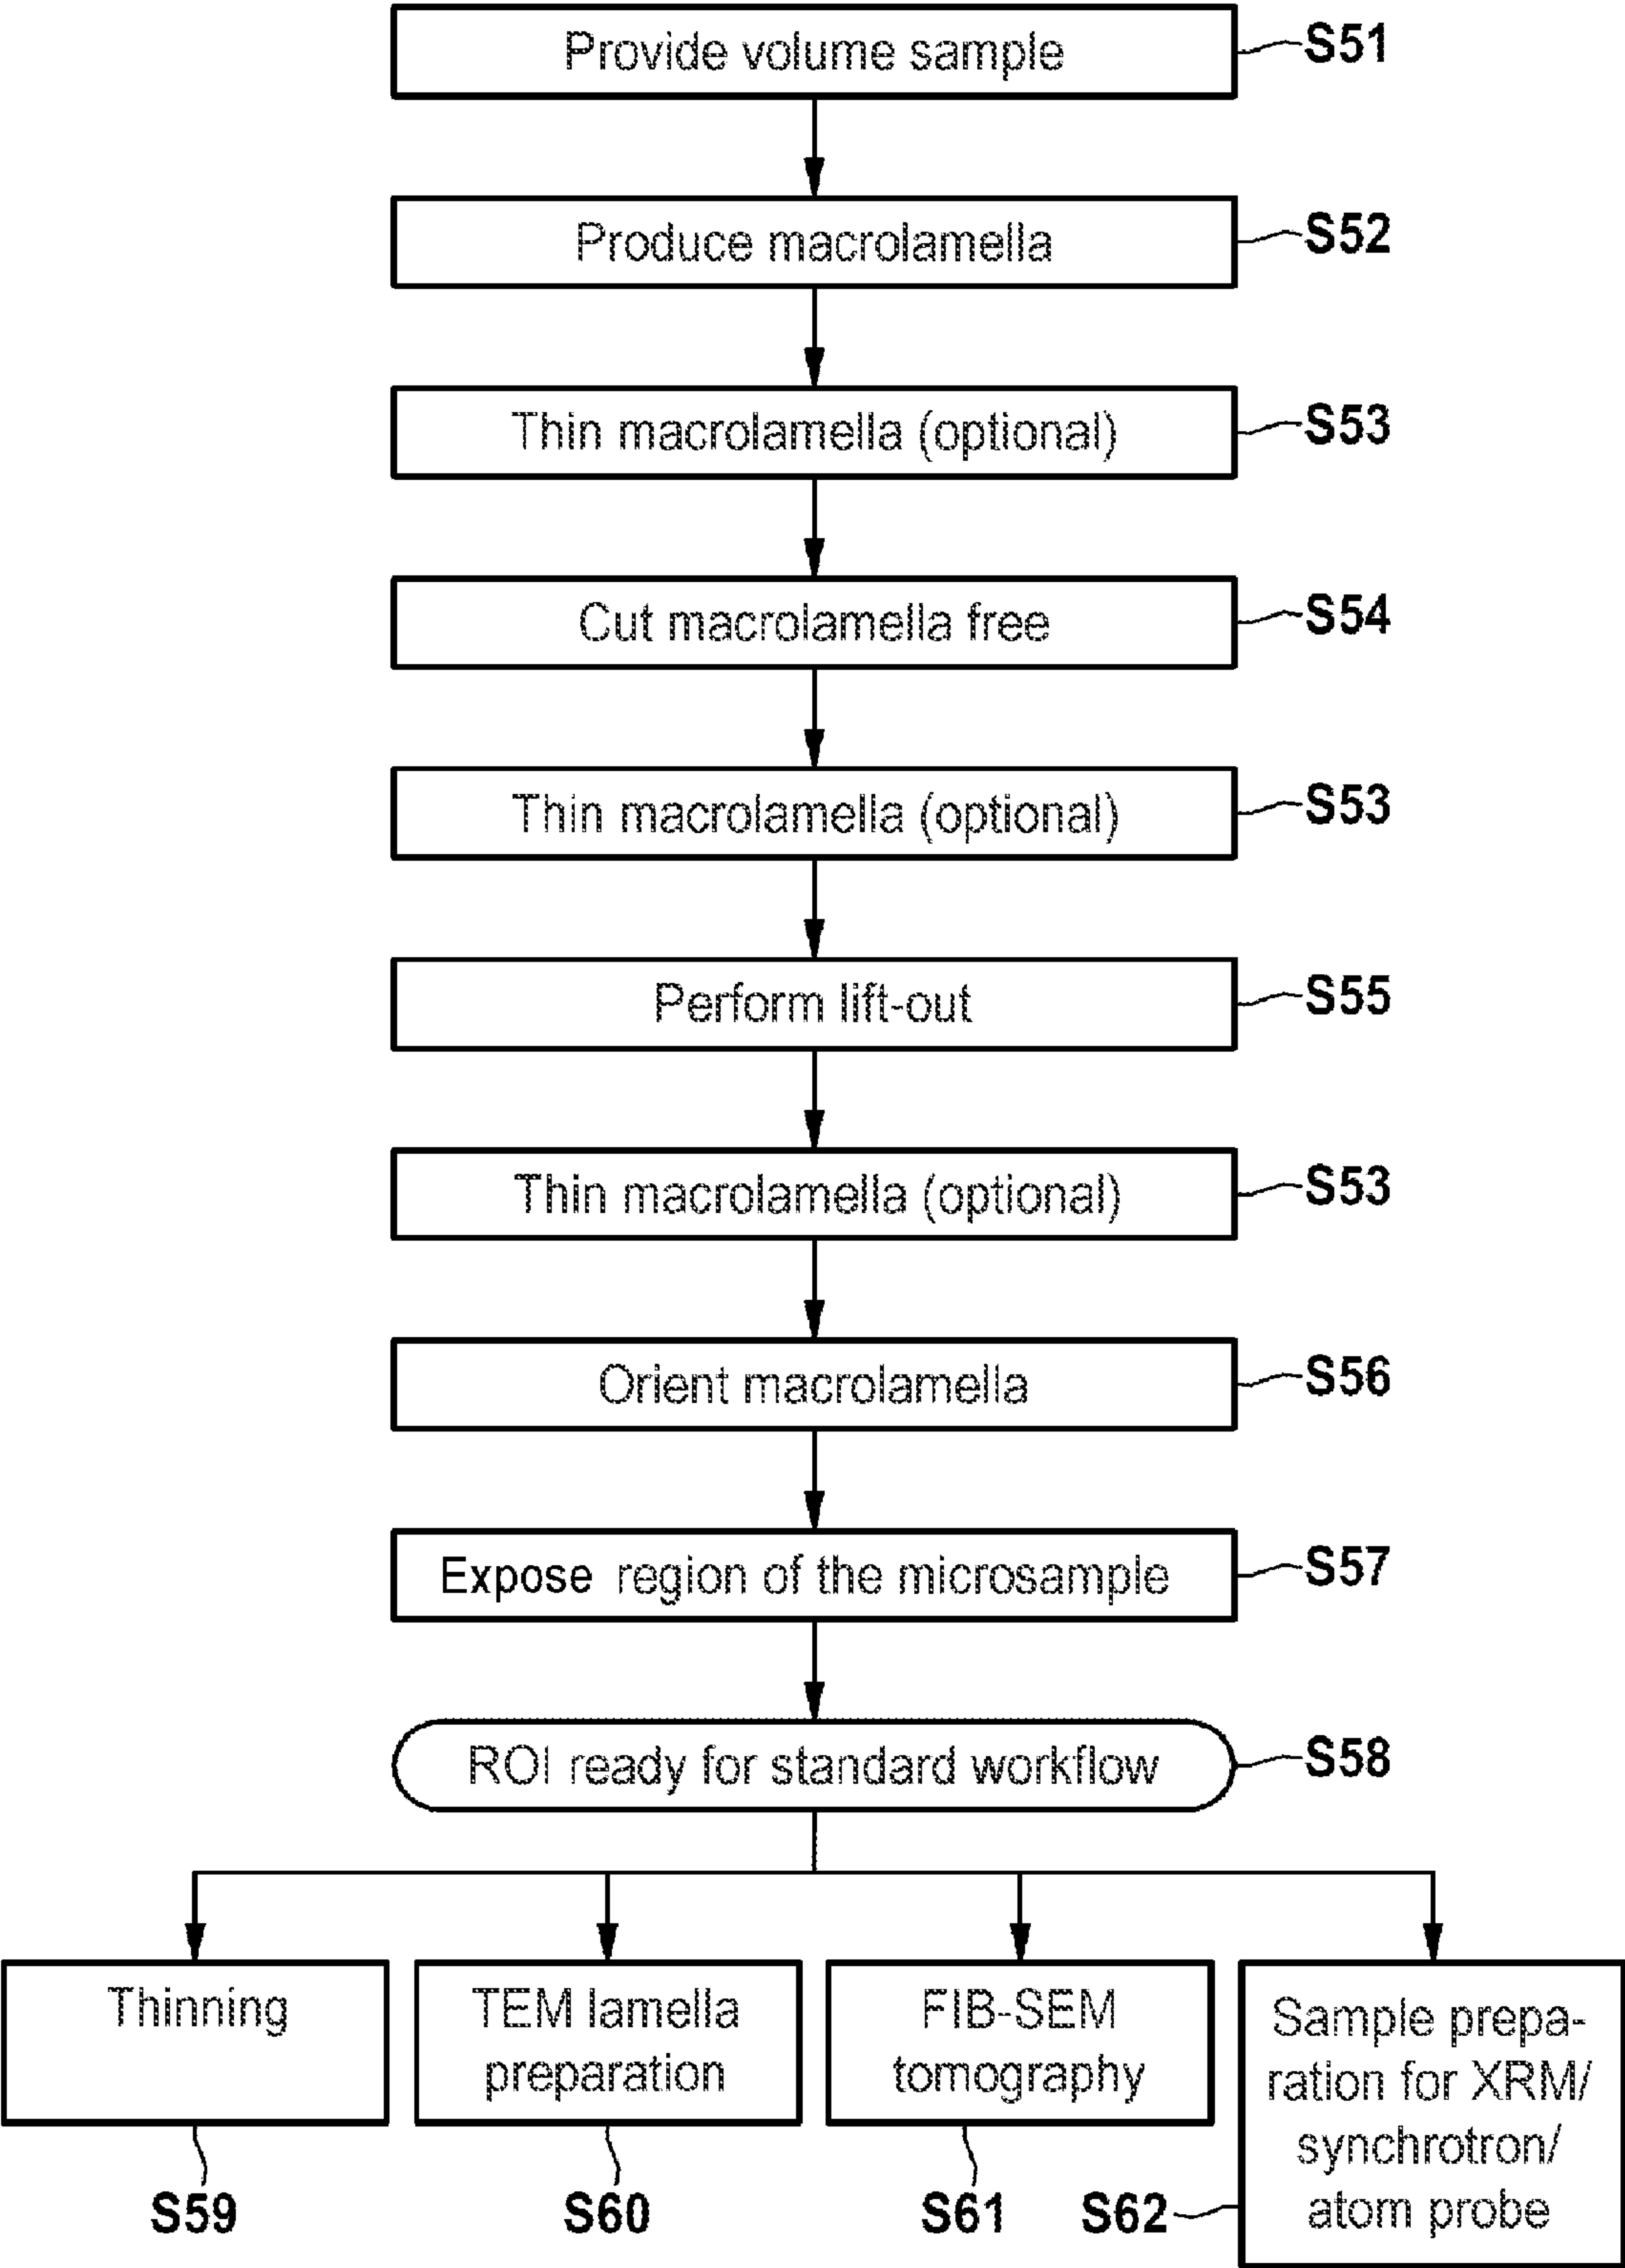 Provide volume sample S51
Produce macrolamella S52
Thin macrolamella (optional) S53
Cut macrolamella free S54
Thin macrolamella (optional) S53
Perform lift-out S55
Thin macrolamella (optional) S53
Orient macrolamella S56
Expose region of the microsample S57
ROI ready for standard workflow S58
Thinning
S59
TEM lamella
preparation
S60
FIB-SEM
tomography
S61
Sample prepa-
ration for XRM/
synchrotron/
atom probe
S62